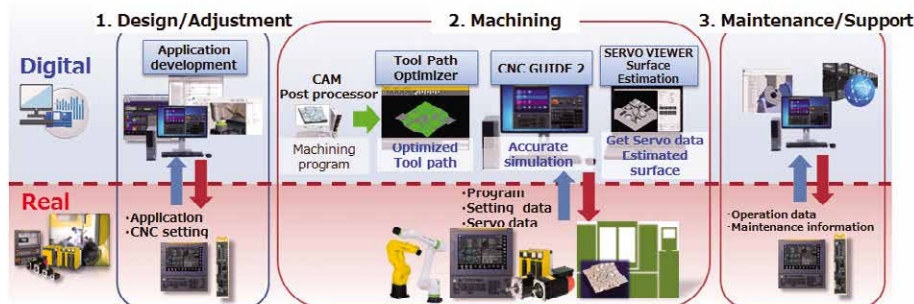 1. Design/Adjustment
2. Machining
3. Maintenance/Support
Digital
Application
development
CAM
Post processor
Machining
program
Tool Path
Optimizer
Optimized
Tool path
CNC GUIDE 2
Accurate
simulation
SERVO VIEWER
Surface
Estimation
Get Servo data
Estimated
surface
Real
・Application
・CNC setting
・Program
・Setting data
・Servo data
・Operation data
・Maintenance information